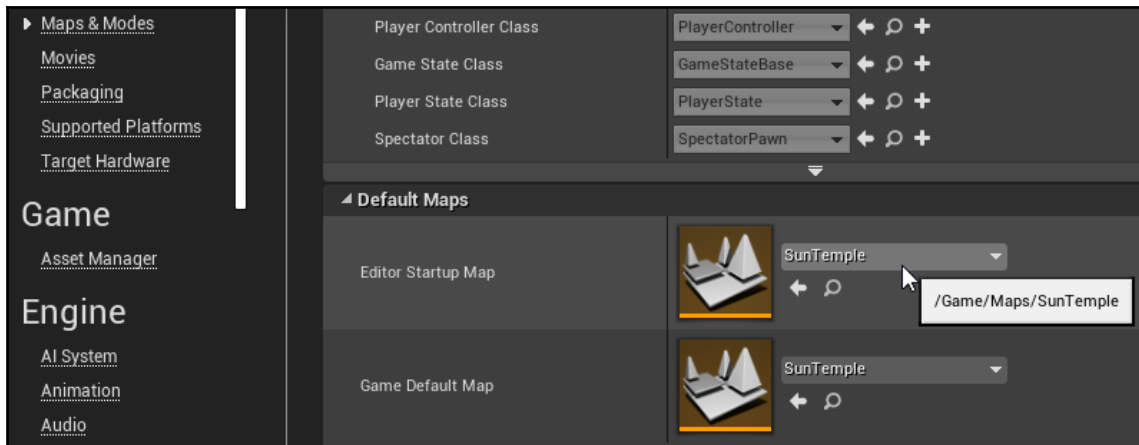 Maps & Modes
Movies
Packaging
Supported Platforms
Target Hardware
Game
Asset Manager
Engine
AI System
Animation
Audio
Player Controller Class
PlayerController
Game State Class
GameStateBase
Player State Class
PlayerState
Spectator Class
SpectatorPawn
Default Maps
Editor Startup Map
SunTemple
/Game/Maps/SunTemple
Game Default Map
SunTemple